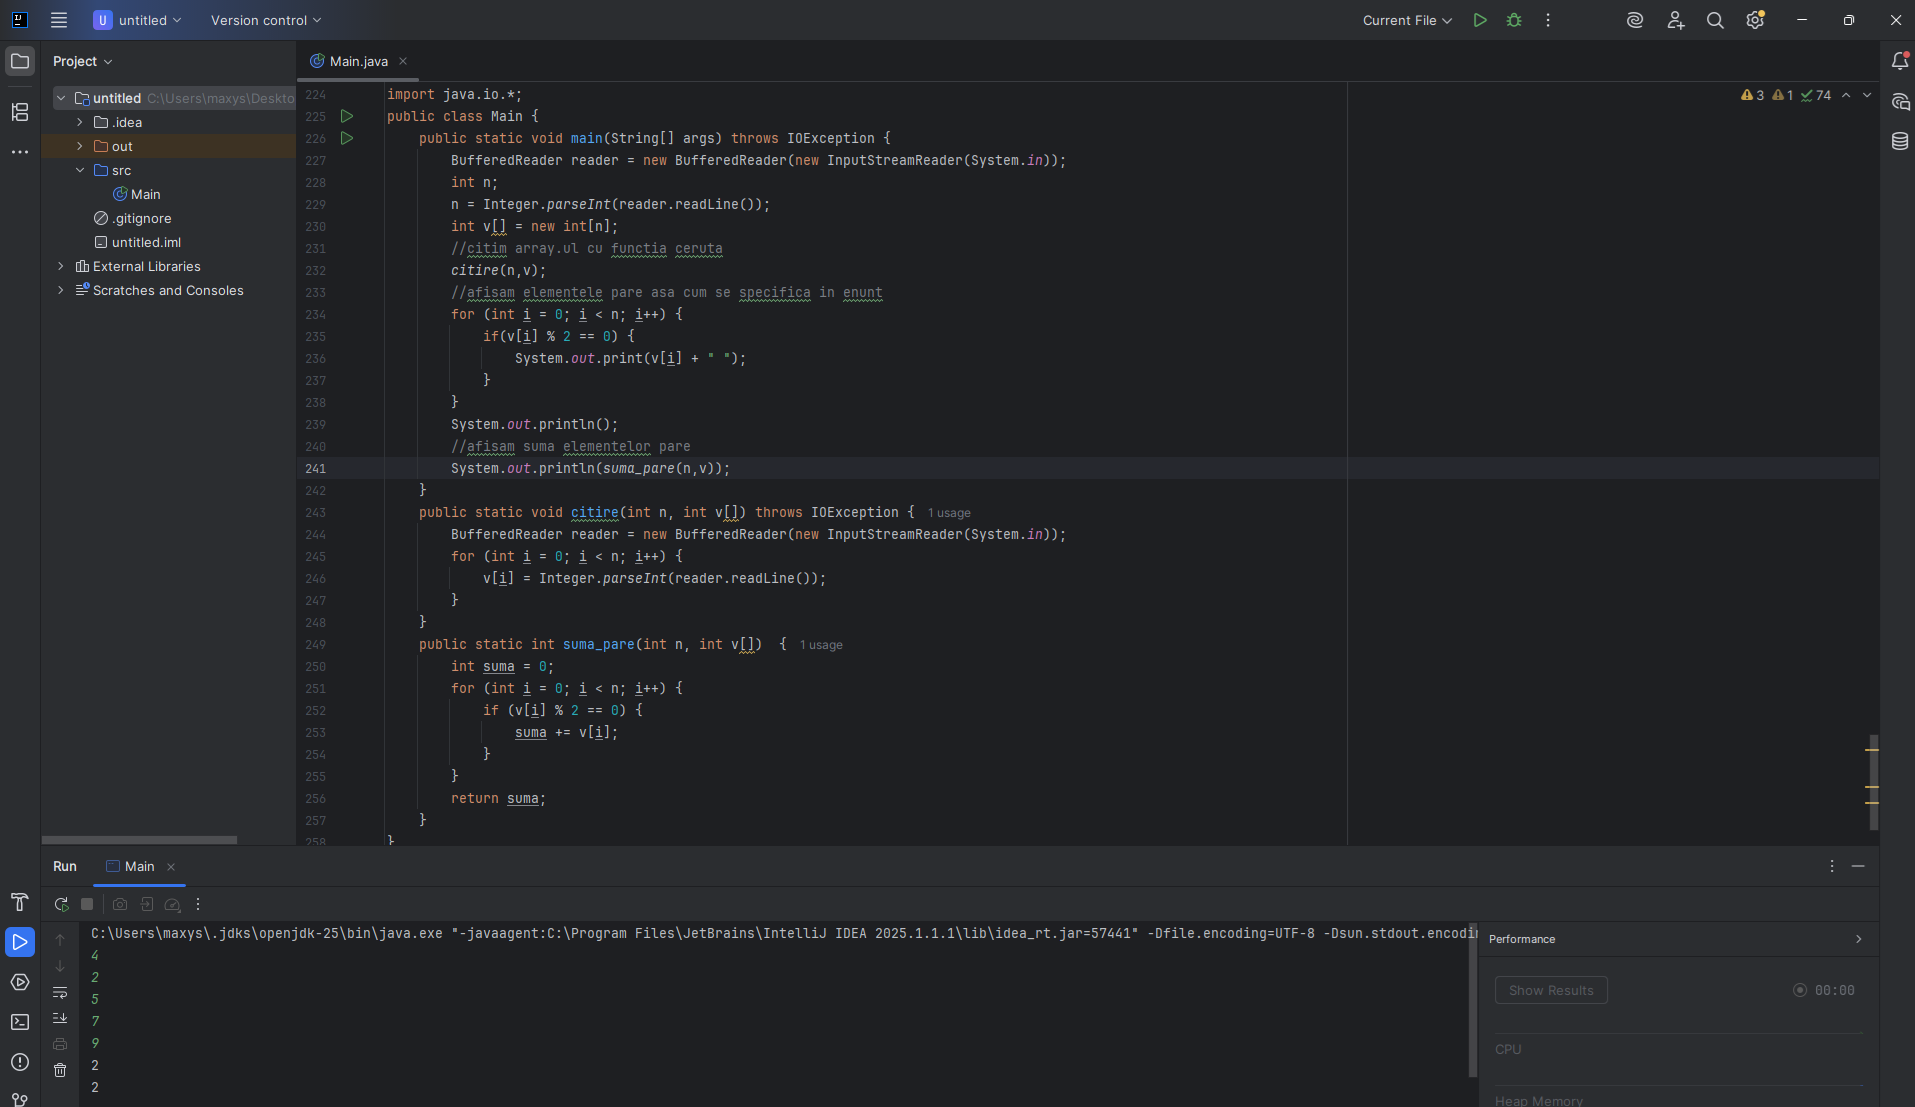 U untitled Version control Current File
Project
Main.java
untitled C:\Users\maxys\Deskto
.idea
out
src
Main
.gitignore
untitled.iml
External Libraries
Scratches and Consoles
3 1 74
224 import java.io.*;
225 public class Main {
226 public static void main(String[] args) throws IOException {
227 BufferedReader reader = new BufferedReader(new InputStreamReader(System.in));
228 int n;
229 n = Integer.parseInt(reader.readLine());
230 int v[] = new int[n];
231 //citim array.ul cu functia ceruta
232 citire(n,v);
233 //afisam elementele pare asa cum se specifica in enunt
234 for (int i = 0; i < n; i++) {
235 if(v[i] % 2 == 0) {
236 System.out.print(v[i] + " ");
237 }
238 }
239 System.out.println();
240 //afisam suma elementelor pare
241 System.out.println(suma_pare(n,v));
242 }
243 public static void citire(int n, int v[]) throws IOException { 1 usage
244 BufferedReader reader = new BufferedReader(new InputStreamReader(System.in));
245 for (int i = 0; i < n; i++) {
246 v[i] = Integer.parseInt(reader.readLine());
247 }
248 }
249 public static int suma_pare(int n, int v[]) { 1 usage
250 int suma = 0;
251 for (int i = 0; i < n; i++) {
252 if (v[i] % 2 == 0) {
253 suma += v[i];
254 }
255 }
256 return suma;
257 }
258 }
Run Main
C:\Users\maxys\.jdks\openjdk-25\bin\java.exe "-javaagent:C:\Program Files\JetBrains\IntelliJ IDEA 2025.1.1.1\lib\idea_rt.jar=57441" -Dfile.encoding=UTF-8 -Dsun.stdout.encodin
4
2
5
7
9
2
2
Performance
Show Results 00:00
CPU
Heap Memory